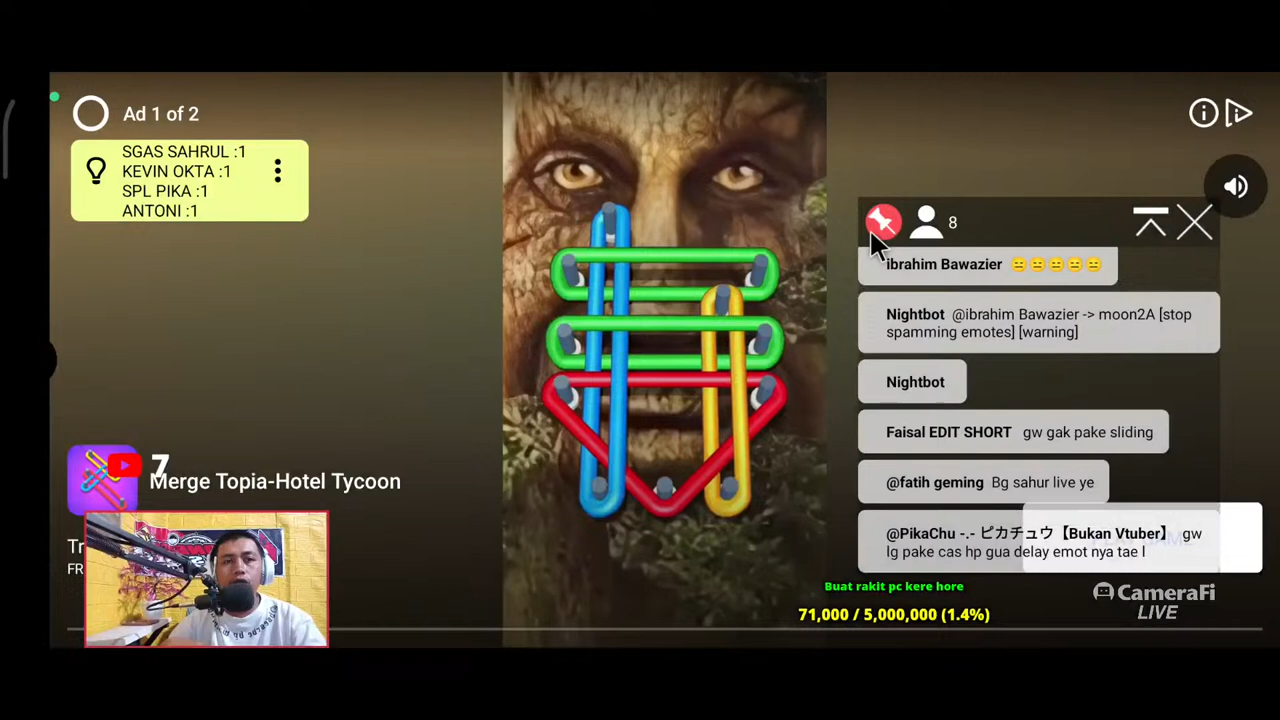 Ad 1 of 2
SGAS SAHRUL :1
KEVIN OKTA :1
SPL PIKA :1
ANTONI :1
8
ibrahim Bawazier 😑😑😑😑😑
Nightbot @ibrahim Bawazier -> moon2A [stop
spamming emotes] [warning]
Nightbot
Faisal EDIT SHORT gw gak pake sliding
@fatih geming Bg sahur live ye
@PikaChu -.- ピカチュウ【Bukan Vtuber】 gw
lg pake cas hp gua delay emot nya tae l
7
Merge Topia-Hotel Tycoon
Buat rakit pc kere hore
71,000 / 5,000,000 (1.4%)
CameraFi
LIVE